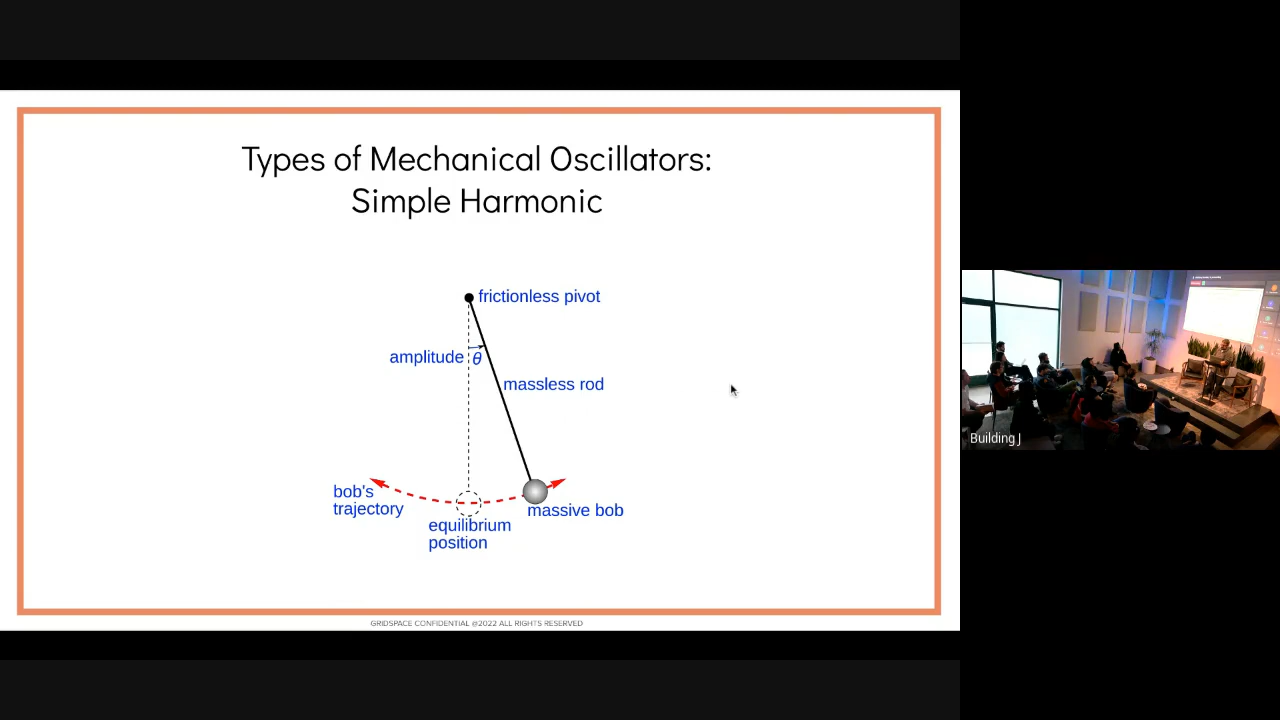 Types of Mechanical Oscillators:
Simple Harmonic
frictionless pivot
amplitude
θ
massless rod
bob's
trajectory
massive bob
equilibrium
position
GRIDSPACE CONFIDENTIAL @2022 ALL RIGHTS RESERVED
Building J